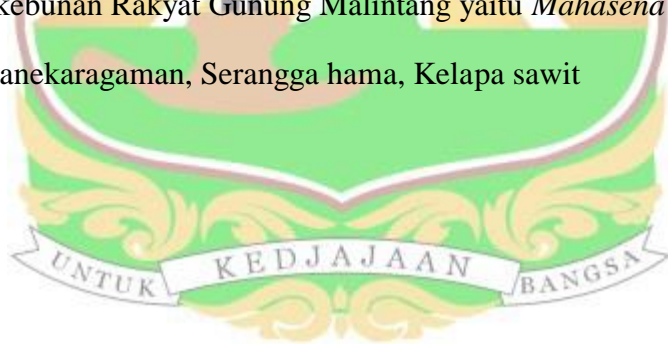 kebunan Rakyat Gunung Malintang yaitu Mahasena
anekaragaman, Serangga hama, Kelapa sawit
UNTUK KEDJAJAAN BANGSA